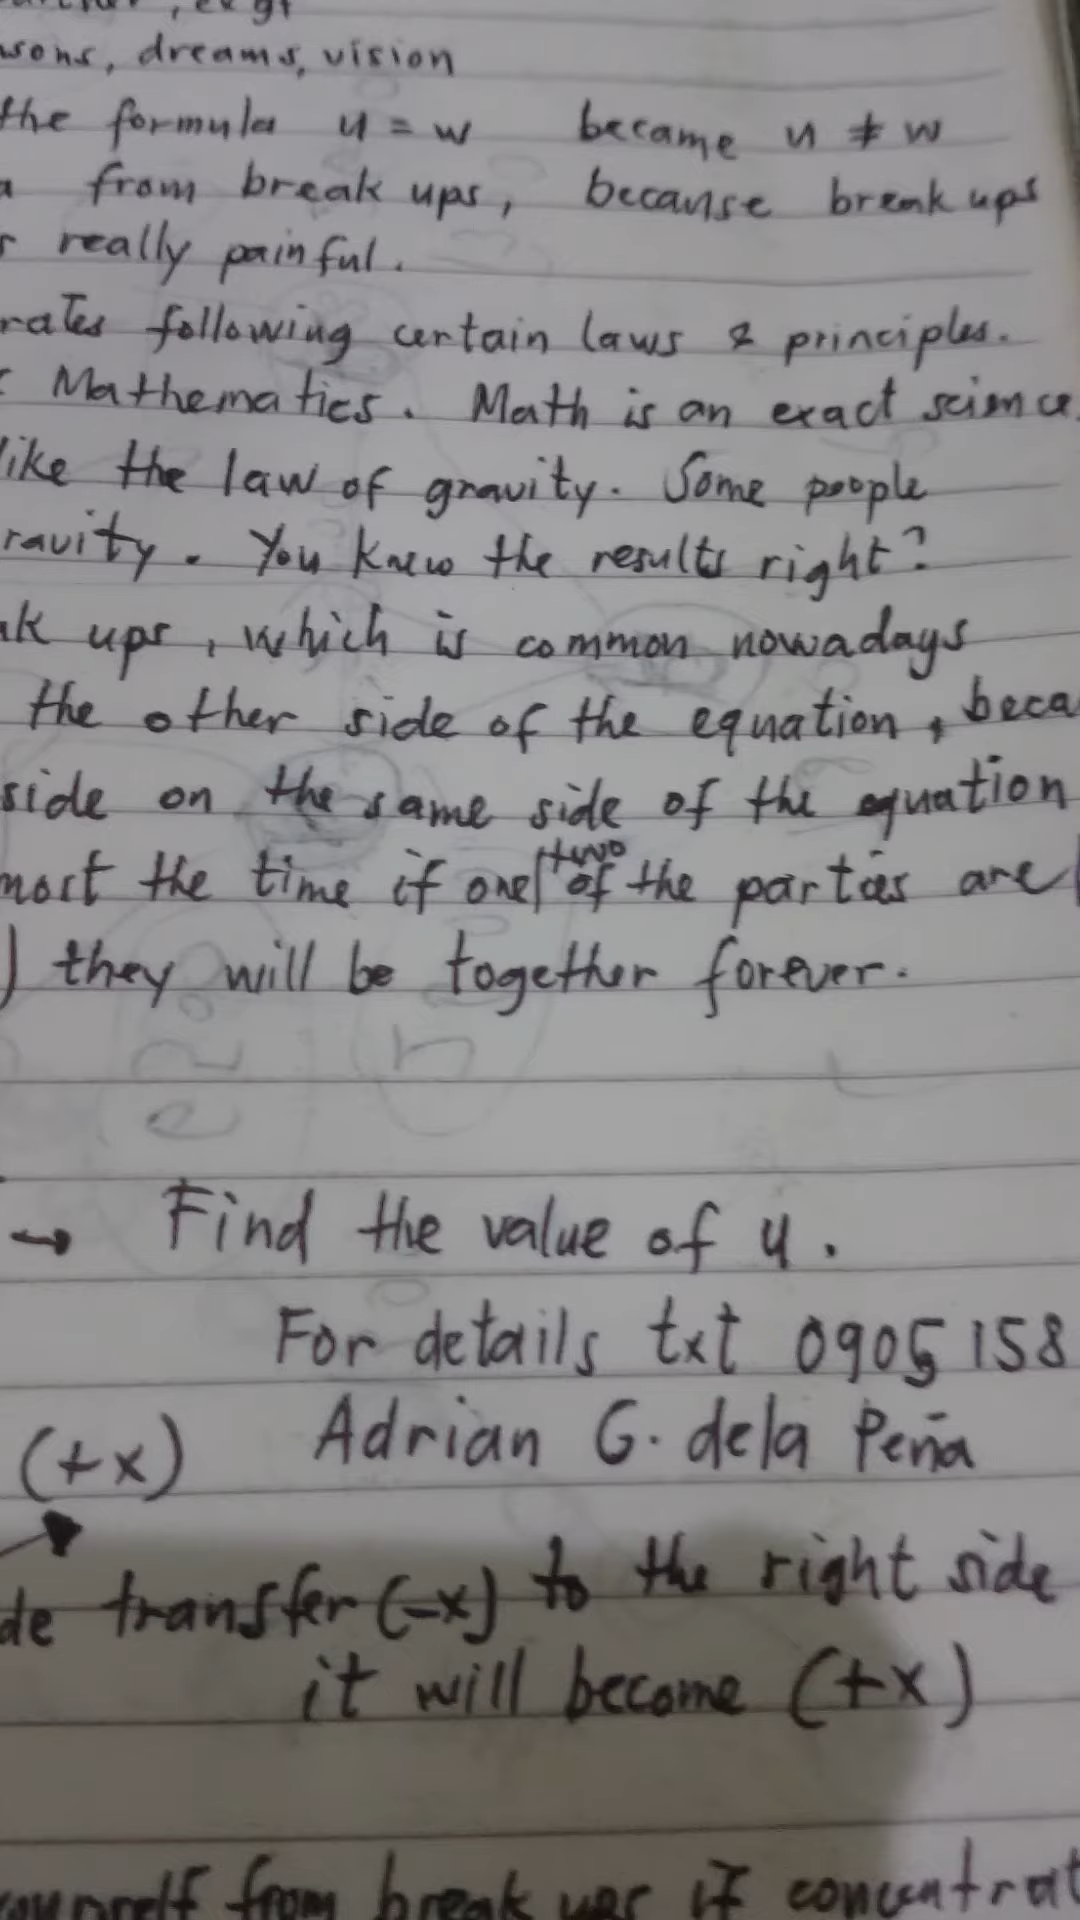 sons, dreams, vision
the formula u = w became u ≠ w
from break ups, because break ups
really painful.
rates following certain laws & principles.
Mathematics. Math is an exact science.
like the law of gravity. Some people
ravity. You knew the results right?
ak ups, which is common nowadays
the other side of the equation, beca
side on the same side of the equation
most the time if one two of the parties are
) they will be together forever.
→ Find the value of u.
For details txt 0905 158
(+x) Adrian G. dela Peña
de transfer (-x) to the right side
it will become (+x)
yourself from break ups if concentrat